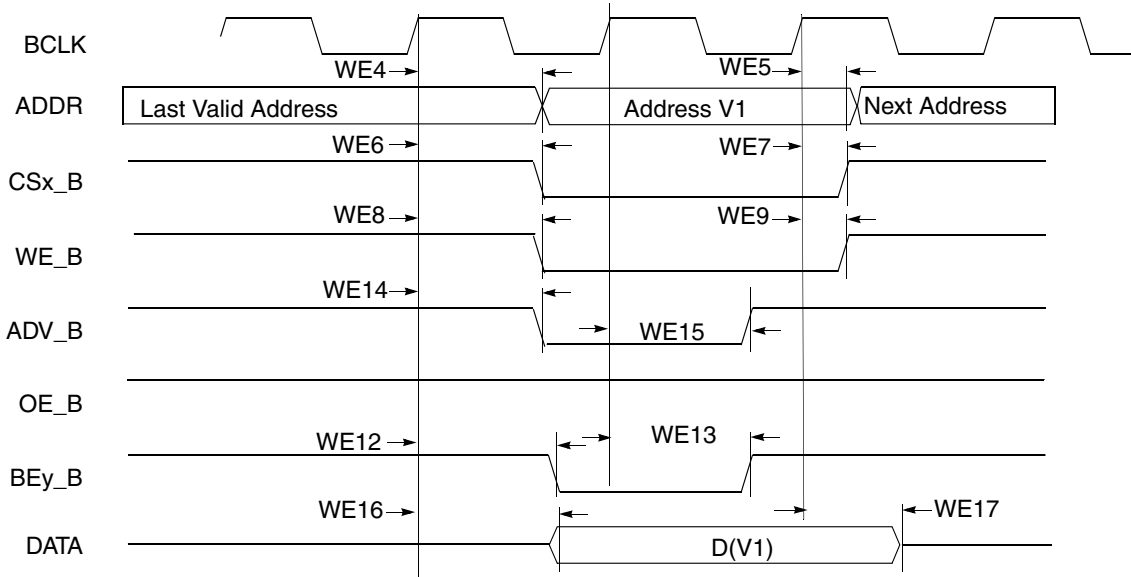 BCLK
WE4 WE5
ADDR Last Valid Address Address V1 Next Address
WE6 WE7
CSx_B
WE8 WE9
WE_B
WE14
ADV_B WE15
OE_B
WE12 WE13
BEy_B
WE16 WE17
DATA D(V1)